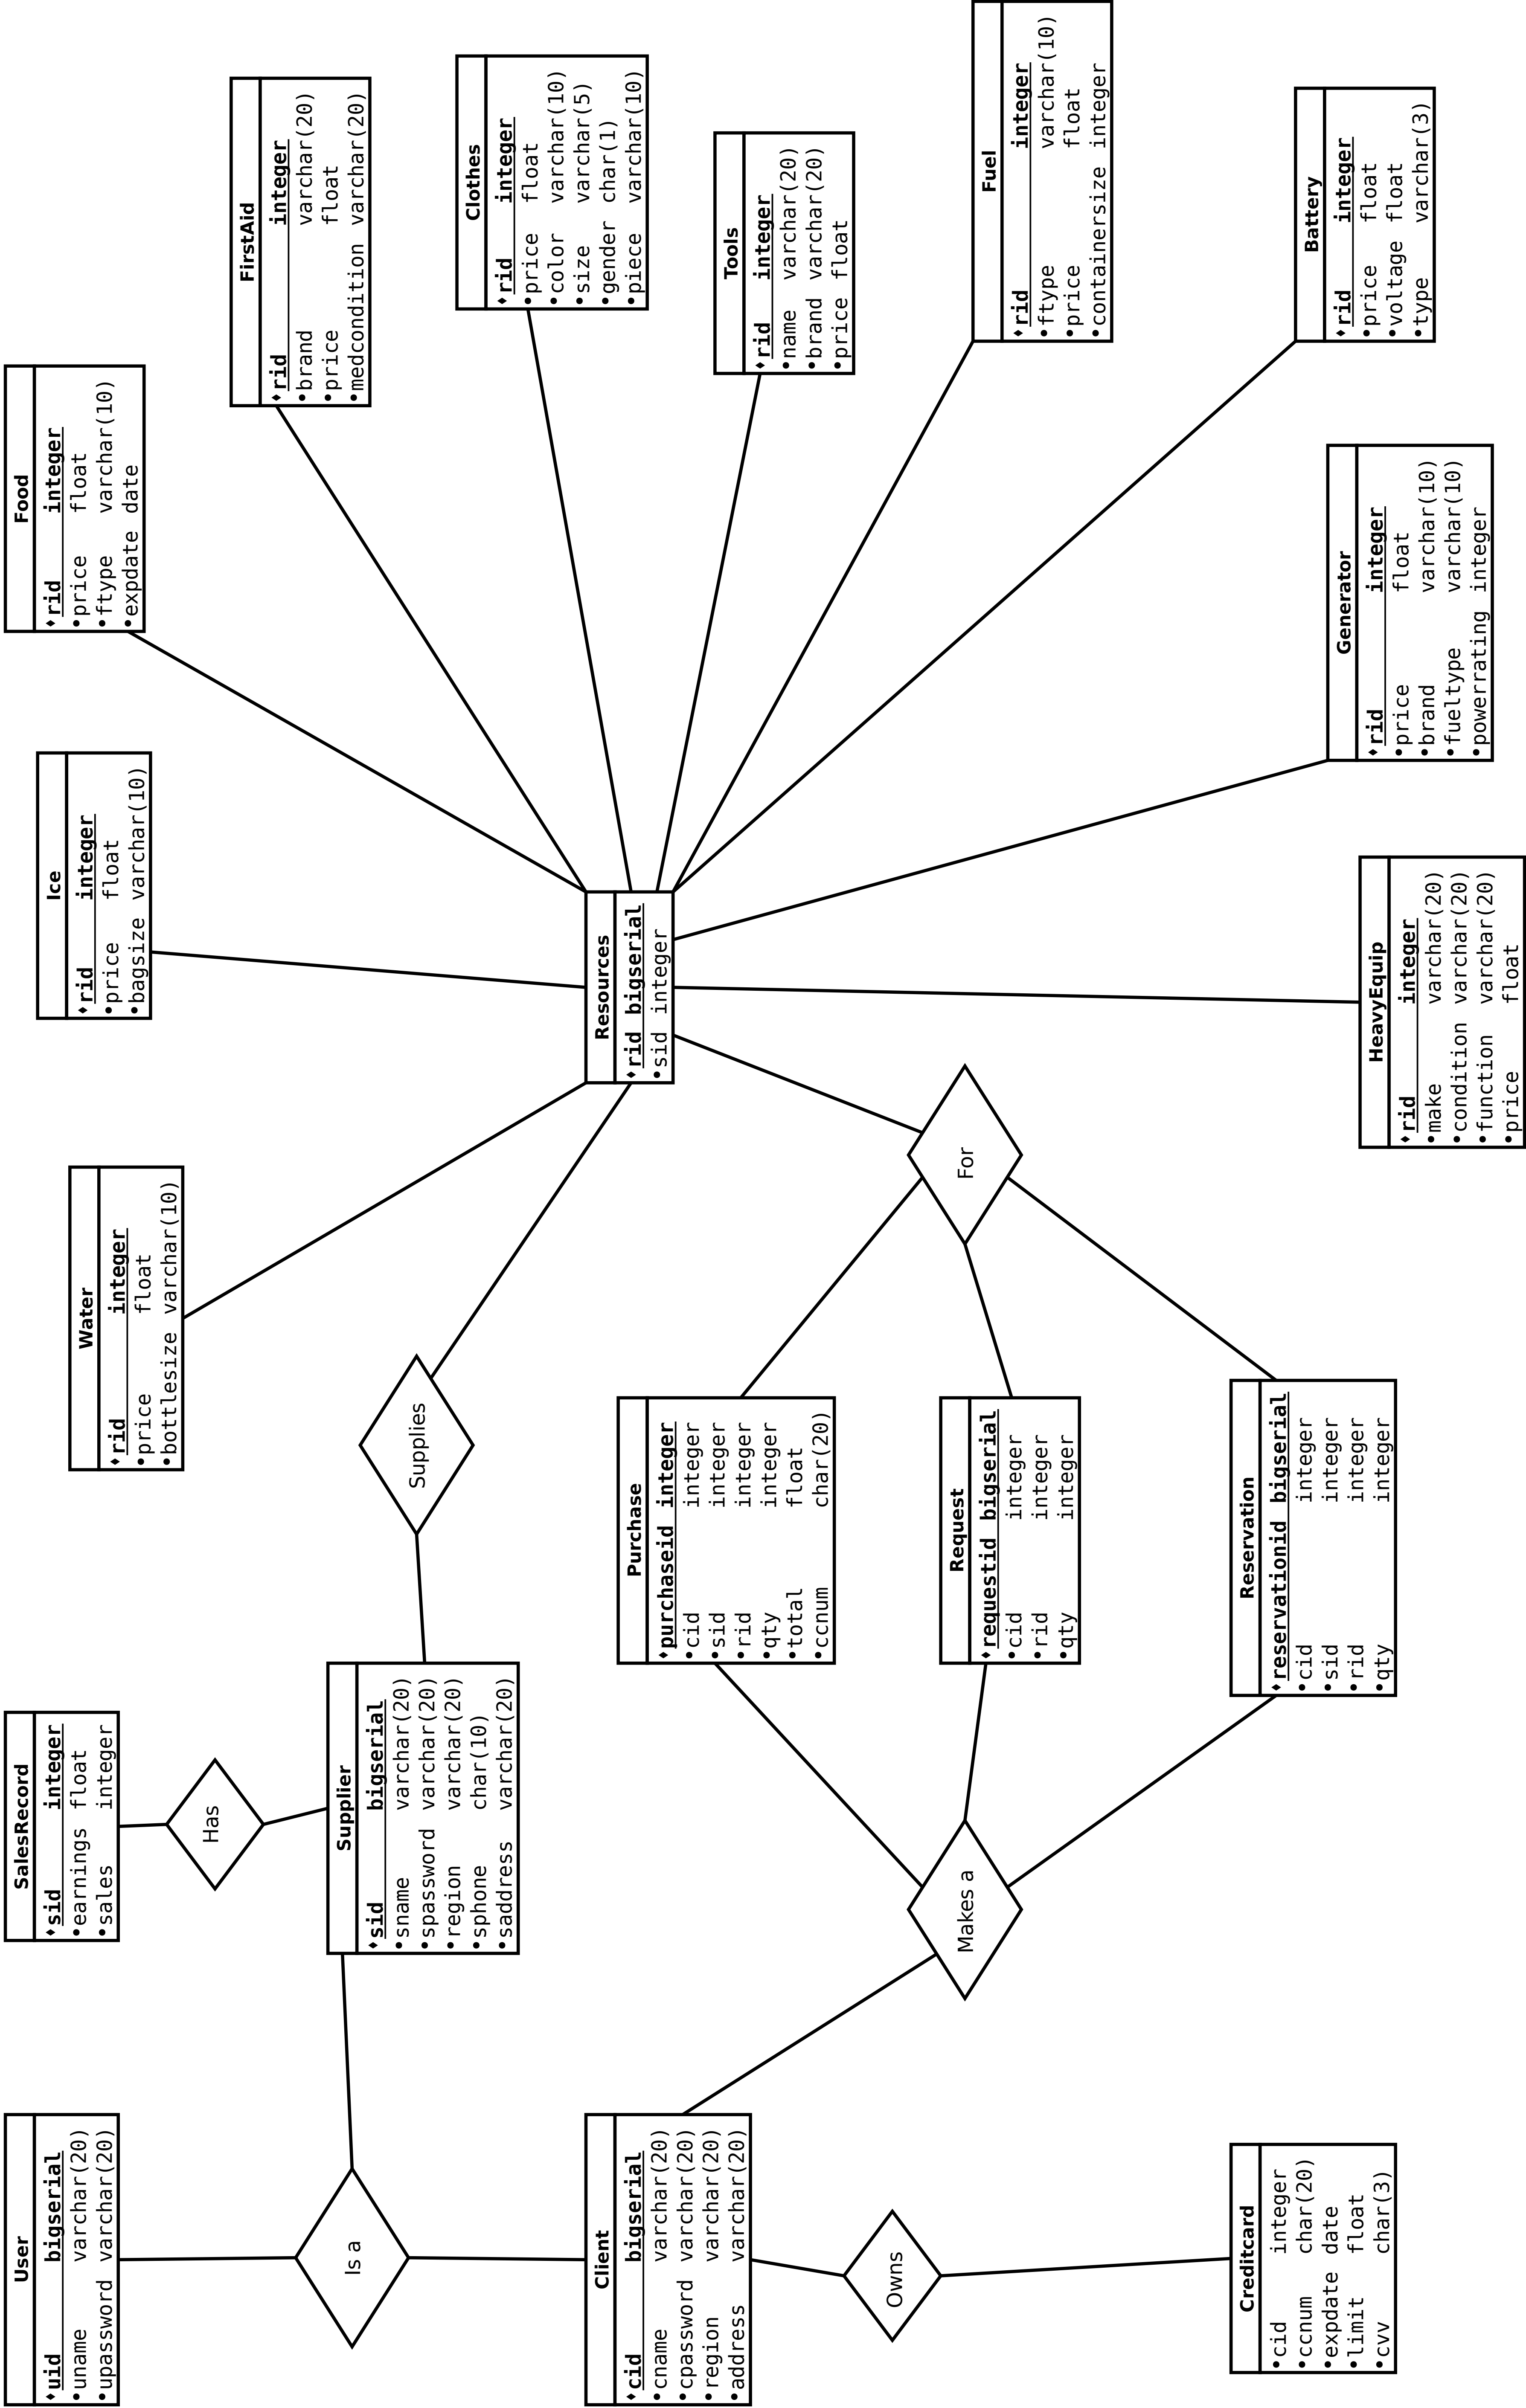 User
uid bigserial
uname varchar(20)
upassword varchar(20)
SalesRecord
sid integer
earnings float
sales integer
Food
rid integer
price float
ftype varchar(10)
expdate date
Ice
rid integer
price float
bagsize varchar(10)
Water
rid integer
price float
bottlesize varchar(10)
Has
FirstAid
rid integer
brand varchar(20)
price float
medcondition varchar(20)
Is a
Supplier
sid bigserial
sname varchar(20)
spassword varchar(20)
region varchar(20)
sphone char(10)
saddress varchar(20)
Supplies
Clothes
rid integer
price float
color varchar(10)
size varchar(5)
gender char(1)
piece varchar(10)
Client
cid bigserial
cname varchar(20)
cpassword varchar(20)
region varchar(20)
address varchar(20)
Resources
rid bigserial
sid integer
Purchase
purchaseid integer
cid integer
sid integer
rid integer
qty integer
total float
ccnum char(20)
Tools
rid integer
name varchar(20)
brand varchar(20)
price float
Owns
Makes a
For
Request
requestid bigserial
cid integer
rid integer
qty integer
Fuel
rid integer
ftype varchar(10)
price float
containersize integer
Creditcard
cid integer
ccnum char(20)
expdate date
limit float
cvv char(3)
Reservation
reservationid bigserial
cid integer
sid integer
rid integer
qty integer
Battery
rid integer
price float
voltage float
type varchar(3)
Generator
rid integer
price float
brand varchar(10)
fueltype varchar(10)
powerrating integer
HeavyEquip
rid integer
make varchar(20)
condition varchar(20)
function varchar(20)
price float